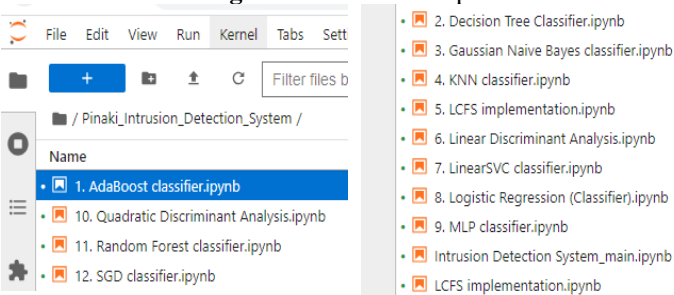 File Edit View Run Kernel Tabs Sett
Filter files b
/ Pinaki_Intrusion_Detection_System /
Name
1. AdaBoost classifier.ipynb
10. Quadratic Discriminant Analysis.ipynb
11. Random Forest classifier.ipynb
12. SGD classifier.ipynb
2. Decision Tree Classifier.ipynb
3. Gaussian Naive Bayes classifier.ipynb
4. KNN classifier.ipynb
5. LCFS implementation.ipynb
6. Linear Discriminant Analysis.ipynb
7. LinearSVC classifier.ipynb
8. Logistic Regression (Classifier).ipynb
9. MLP classifier.ipynb
Intrusion Detection System_main.ipynb
LCFS implementation.ipynb